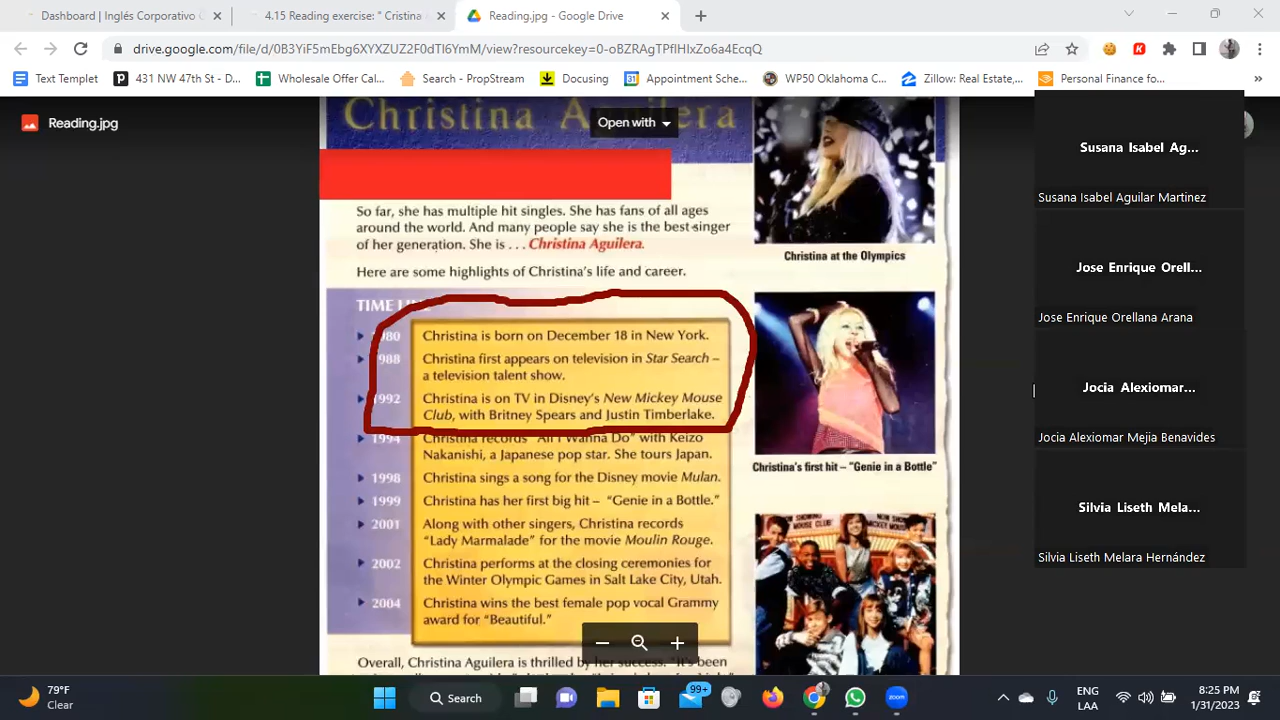 Dashboard | Inglés Corporativo C
4.15 Reading exercise: " Cristina A
Reading.jpg - Google Drive
drive.google.com/file/d/0B3YiF5mEbg6XYXZUZ2F0dTl6YmM/view?resourcekey=0-oBZRAgTPflHlxZo6a4EcqQ
Text Templet
431 NW 47th St - D...
Wholesale Offer Cal...
Search - PropStream
Docusing
Appointment Sche...
WP50 Oklahoma C...
Zillow: Real Estate,...
Personal Finance fo...
»
Reading.jpg
Open with
Christina Aguilera
So far, she has multiple hit singles. She has fans of all ages
around the world. And many people say she is the best singer
of her generation. She is . . . Christina Aguilera.
Here are some highlights of Christina's life and career.
TIME LINE
1980 Christina is born on December 18 in New York.
1988 Christina first appears on television in Star Search –
a television talent show.
1992 Christina is on TV in Disney's New Mickey Mouse
Club, with Britney Spears and Justin Timberlake.
1994 Christina records "All I Wanna Do" with Keizo
Nakanishi, a Japanese pop star. She tours Japan.
1998 Christina sings a song for the Disney movie Mulan.
1999 Christina has her first big hit – "Genie in a Bottle."
2001 Along with other singers, Christina records
"Lady Marmalade" for the movie Moulin Rouge.
2002 Christina performs at the closing ceremonies for
the Winter Olympic Games in Salt Lake City, Utah.
2004 Christina wins the best female pop vocal Grammy
award for "Beautiful."
Overall, Christina Aguilera is thrilled by her success. "It's been
Christina at the Olympics
Christina's first hit – "Genie in a Bottle"
Susana Isabel Ag...
Susana Isabel Aguilar Martinez
Jose Enrique Orell...
Jose Enrique Orellana Arana
Jocia Alexiomar...
Jocia Alexiomar Mejia Benavides
Silvia Liseth Mela...
Silvia Liseth Melara Hernández
79°F
Clear
Search
99+
zoom
ENG
LAA
8:25 PM
1/31/2023